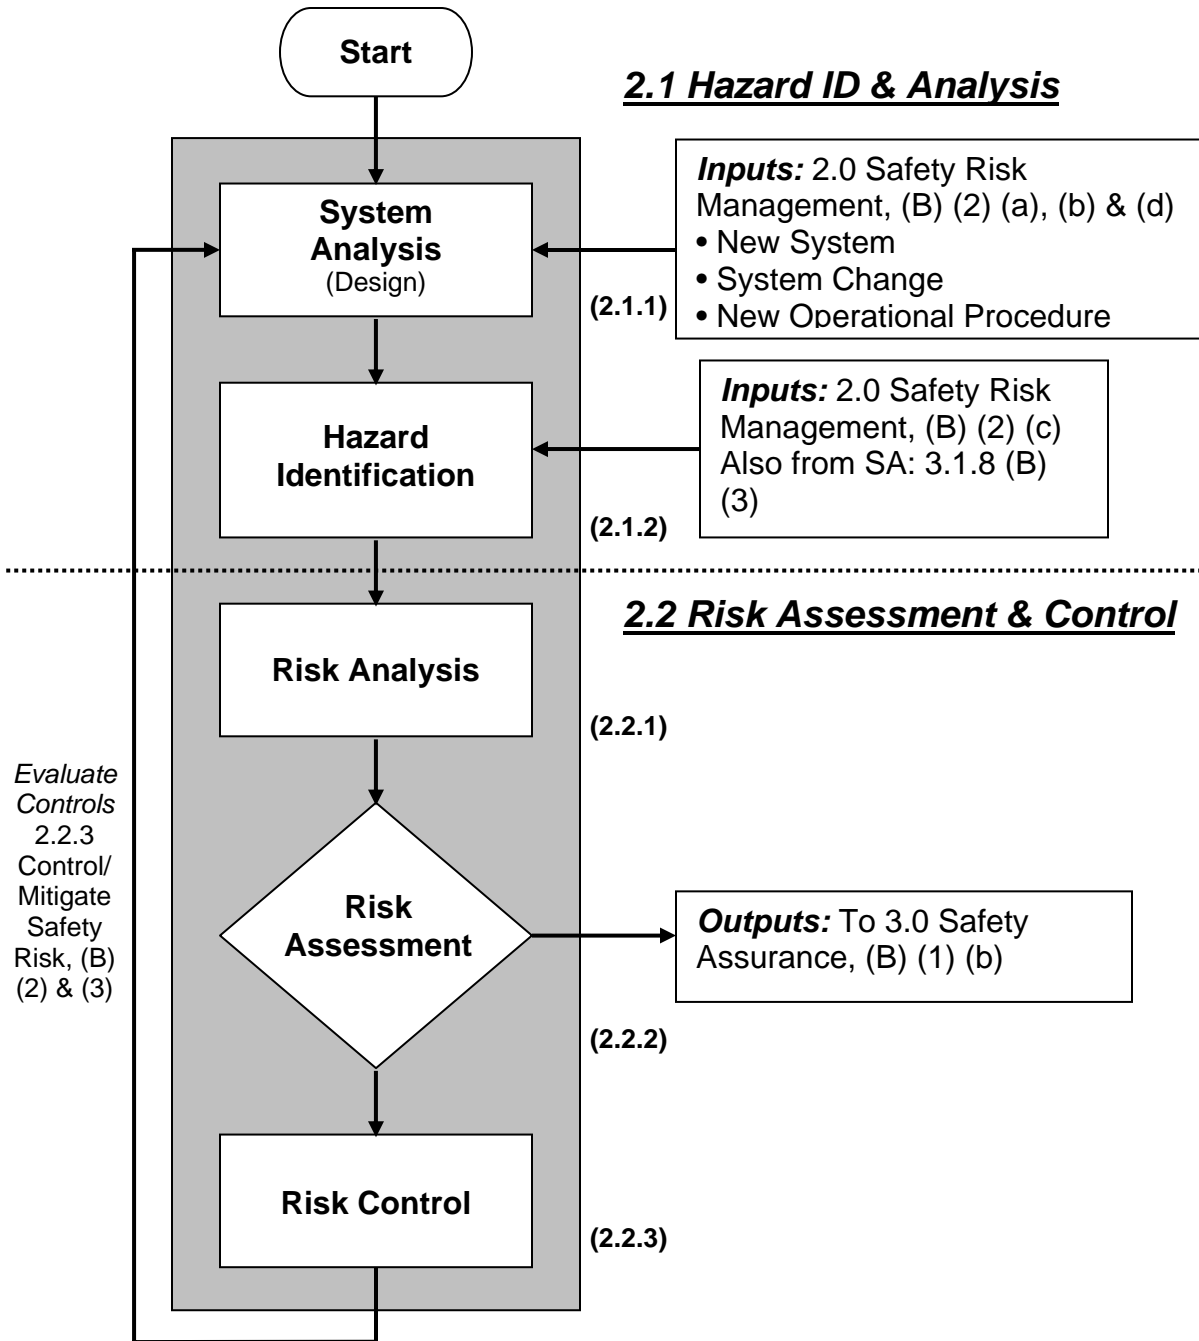 Start
2.1 Hazard ID & Analysis
System
Analysis
(Design)
(2.1.1)
Inputs: 2.0 Safety Risk
Management, (B) (2) (a), (b) & (d)
• New System
• System Change
• New Operational Procedure
Hazard
Identification
(2.1.2)
Inputs: 2.0 Safety Risk
Management, (B) (2) (c)
Also from SA: 3.1.8 (B)
(3)
2.2 Risk Assessment & Control
Risk Analysis
(2.2.1)
Evaluate
Controls
2.2.3
Control/
Mitigate
Safety
Risk, (B)
(2) & (3)
Risk
Assessment
(2.2.2)
Outputs: To 3.0 Safety
Assurance, (B) (1) (b)
Risk Control
(2.2.3)